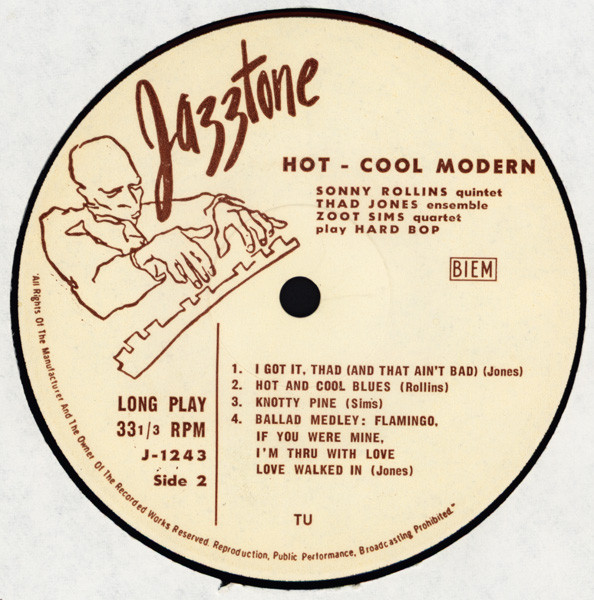 Jazztone
HOT - COOL MODERN
SONNY ROLLINS quintet
THAD JONES ensemble
ZOOT SIMS quartet
play HARD BOP
BIEM
1. I GOT IT, THAD (AND THAT AIN'T BAD) (Jones)
2. HOT AND COOL BLUES (Rollins)
3. KNOTTY PINE (Sims)
4. BALLAD MEDLEY: FLAMINGO,
IF YOU WERE MINE,
I'M THRU WITH LOVE
LOVE WALKED IN (Jones)
LONG PLAY
33 1/3 RPM
J-1243
Side 2
TU
"All Rights Of The Manufacturer And The Owner Of The Recorded Works Reserved. Reproduction, Public Performance, Broadcasting Prohibited."